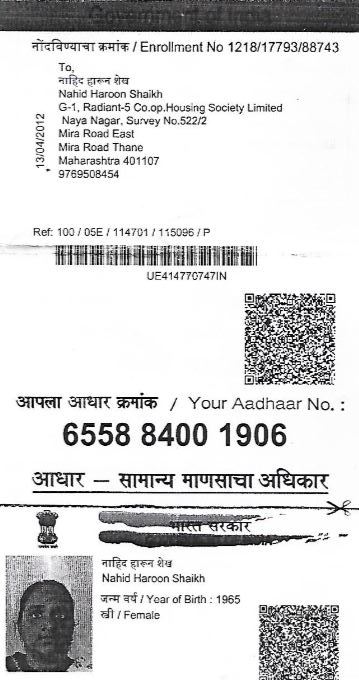 नोंदविण्याचा क्रमांक / Enrollment No 1218/17793/88743
To,
नाहिद हारून शेख
Nahid Haroon Shaikh
G-1, Radiant-5 Co.op.Housing Society Limited
Naya Nagar, Survey No.522/2
Mira Road East
Mira Road Thane
Maharashtra 401107
9769508454
13/04/2012
Ref: 100 / 05E / 114701 / 115096 / P
UE414770747IN
आपला आधार क्रमांक / Your Aadhaar No. :
6558 8400 1906
आधार — सामान्य माणसाचा अधिकार
भारत सरकार
नाहिद हारून शेख
Nahid Haroon Shaikh
जन्म वर्ष / Year of Birth : 1965
स्त्री / Female